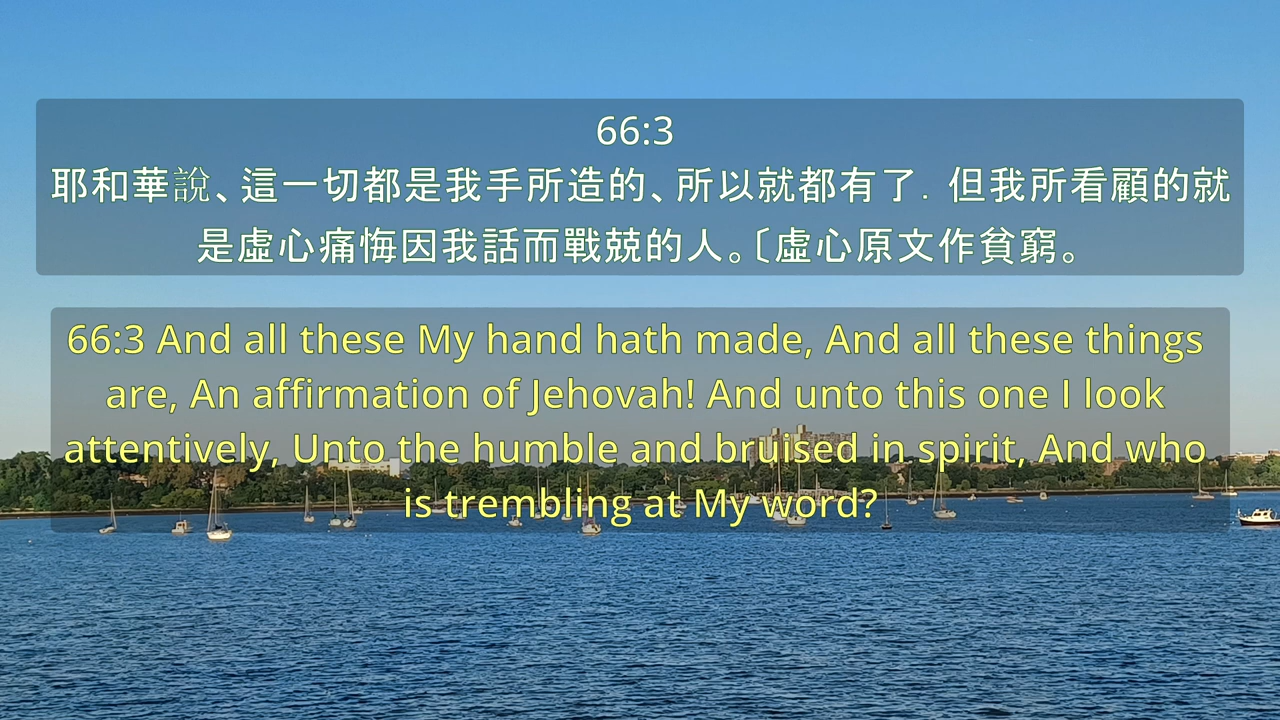 66:3
耶和華說、這一切都是我手所造的、所以就都有了．但我所看顧的就
是虛心痛悔因我話而戰兢的人。〔虛心原文作貧窮。
66:3 And all these My hand hath made, And all these things
are, An affirmation of Jehovah! And unto this one I look
attentively, Unto the humble and bruised in spirit, And who
is trembling at My word?